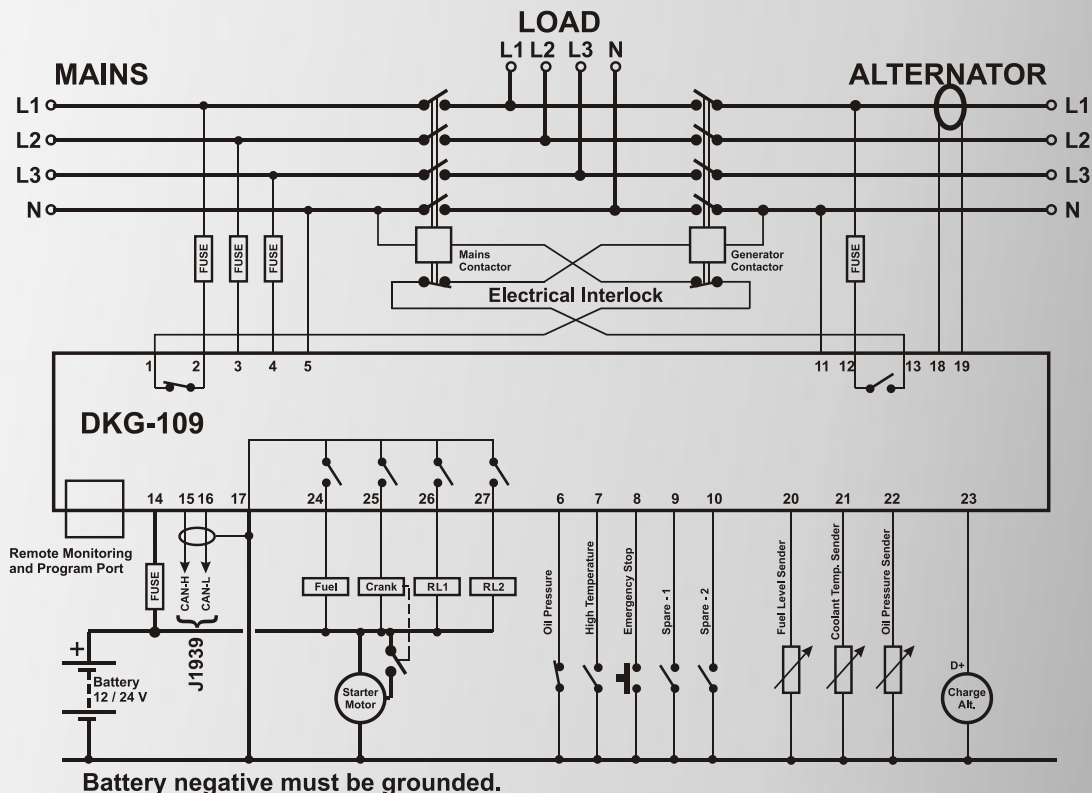 LOAD
L1 L2 L3 N
MAINS
ALTERNATOR
L1
L1
L2
L2
L3
L3
N
N
FUSE
FUSE
FUSE
Mains
Contactor
Generator
Contactor
FUSE
Electrical Interlock
1 2 3 4 5 11 12 13 18 19
DKG-109
14 15 16 17 24 25 26 27 6 7 8 9 10 20 21 22 23
Remote Monitoring
and Program Port
FUSE
CAN-H
CAN-L
J1939
Fuel
Crank
RL1
RL2
Oil Pressure
High Temperature
Emergency Stop
Spare - 1
Spare - 2
Fuel Level Sender
Coolant Temp. Sender
Oil Pressure Sender
+
Battery
12 / 24 V
Starter
Motor
D+
Charge
Alt.
Battery negative must be grounded.